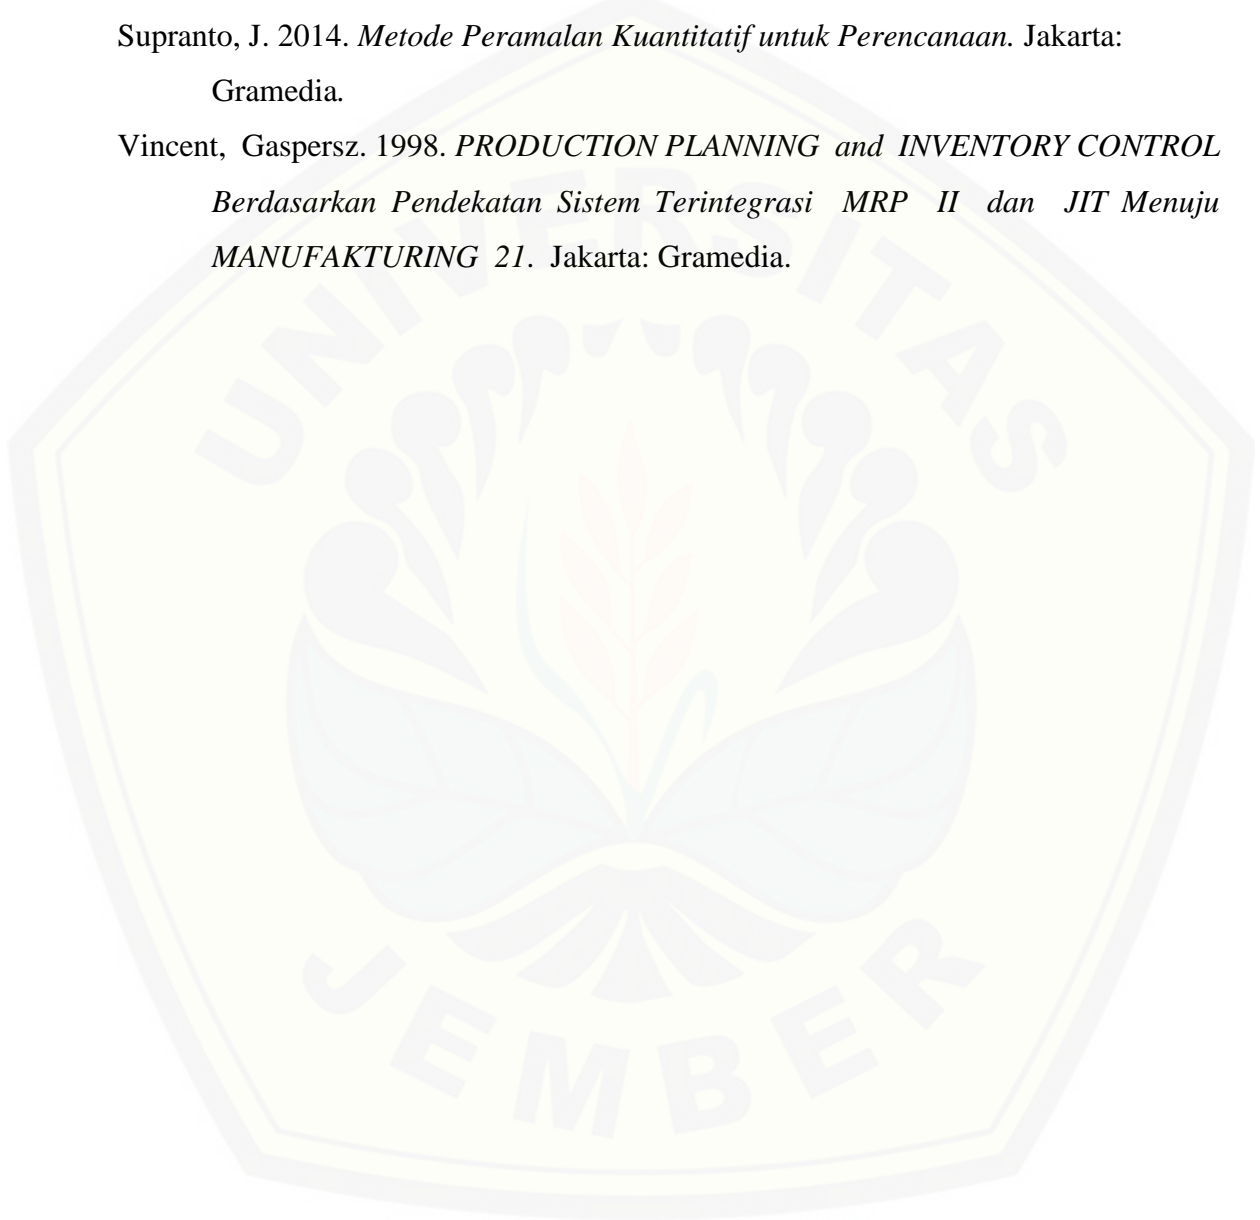 Supranto, J. 2014. Metode Peramalan Kuantitatif untuk Perencanaan. Jakarta:
Gramedia.
Vincent, Gaspersz. 1998. PRODUCTION PLANNING and INVENTORY CONTROL
Berdasarkan Pendekatan Sistem Terintegrasi MRP II dan JIT Menuju
MANUFAKTURING 21. Jakarta: Gramedia.
UNIVERSITAS
JEMBER